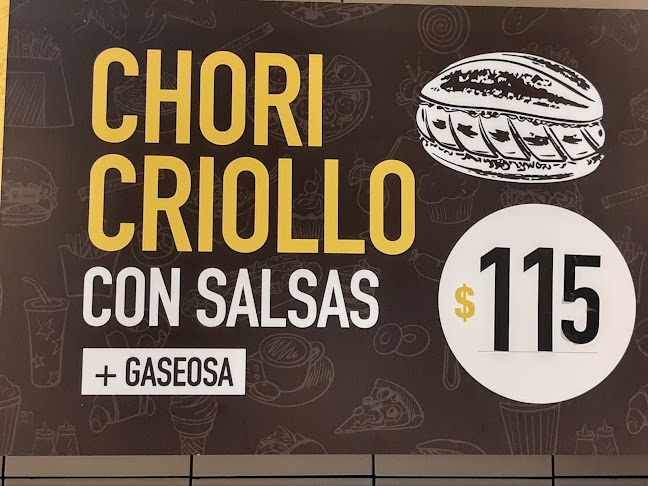 CHORI
CRIOLLO
CON SALSAS
+ GASEOSA
$115